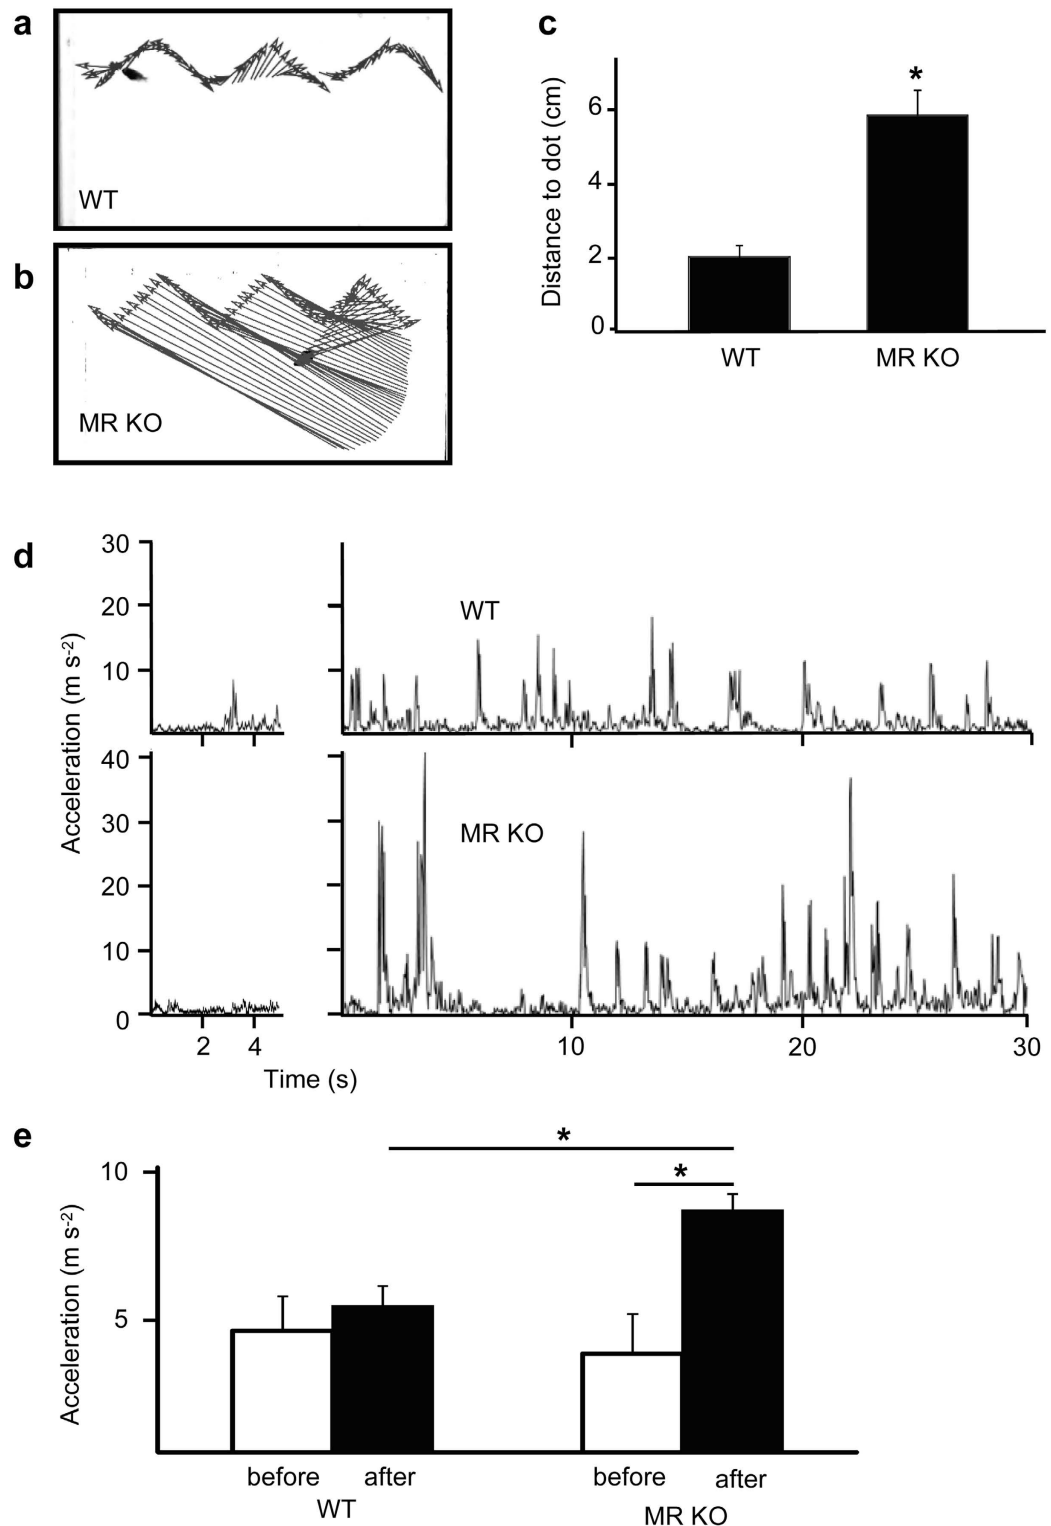 a
WT
b
MR KO
c
Distance to dot (cm)
6
4
2
0
*
WT
MR KO
d
Acceleration (m s-2)
30
20
10
WT
40
30
20
10
0
MR KO
2
4
10
20
30
Time (s)
e
Acceleration (m s-2)
10
5
*
*
before
after
before
after
WT
MR KO